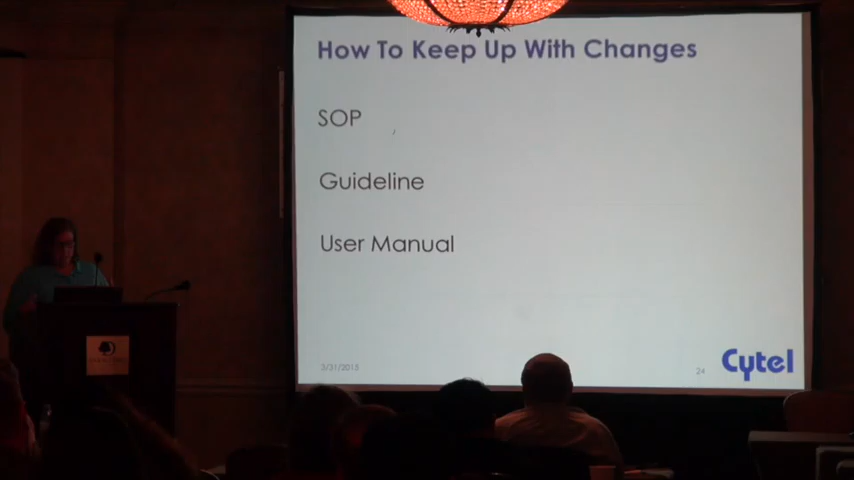 How To Keep Up With Changes
SOP
Guideline
User Manual
3/31/2015
24
Cytel